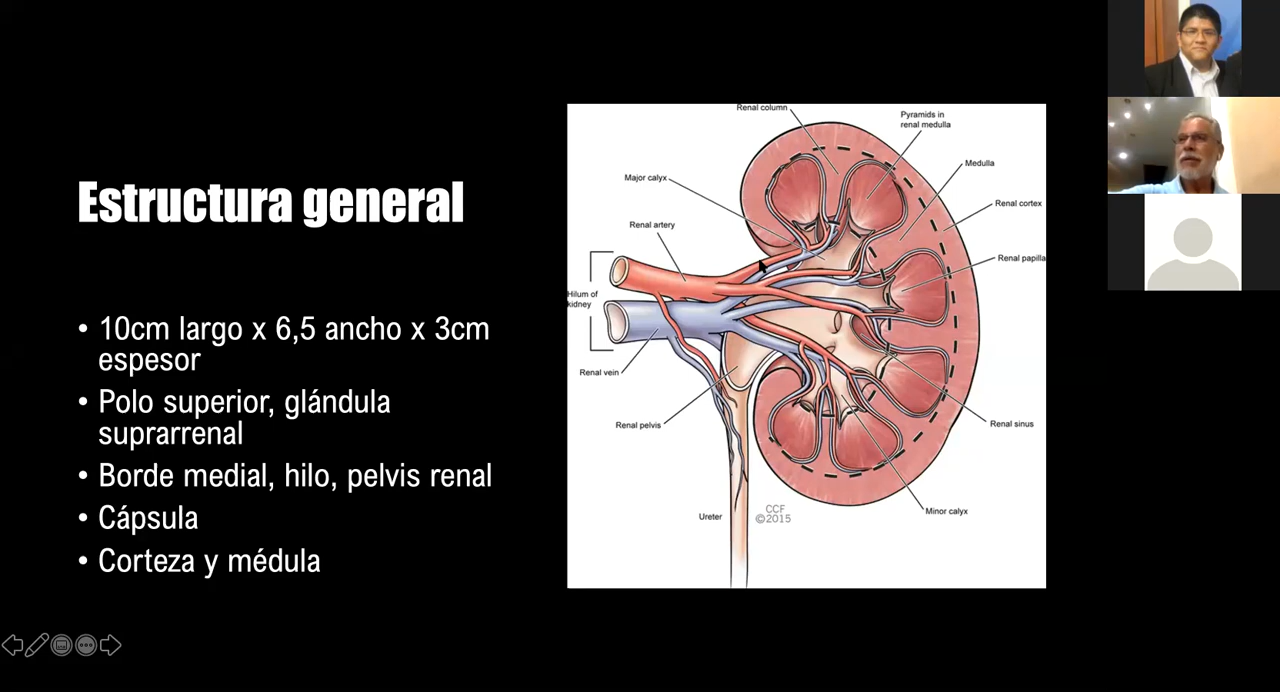 Estructura general
• 10cm largo x 6,5 ancho x 3cm
espesor
• Polo superior, glándula
suprarrenal
• Borde medial, hilo, pelvis renal
• Cápsula
• Corteza y médula
Renal column
Pyramids in
renal medulla
Medulla
Major calyx
Renal cortex
Renal artery
Renal papilla
Hilum of
kidney
Renal vein
Renal pelvis
Renal sinus
Minor calyx
CCF
©2015
Ureter